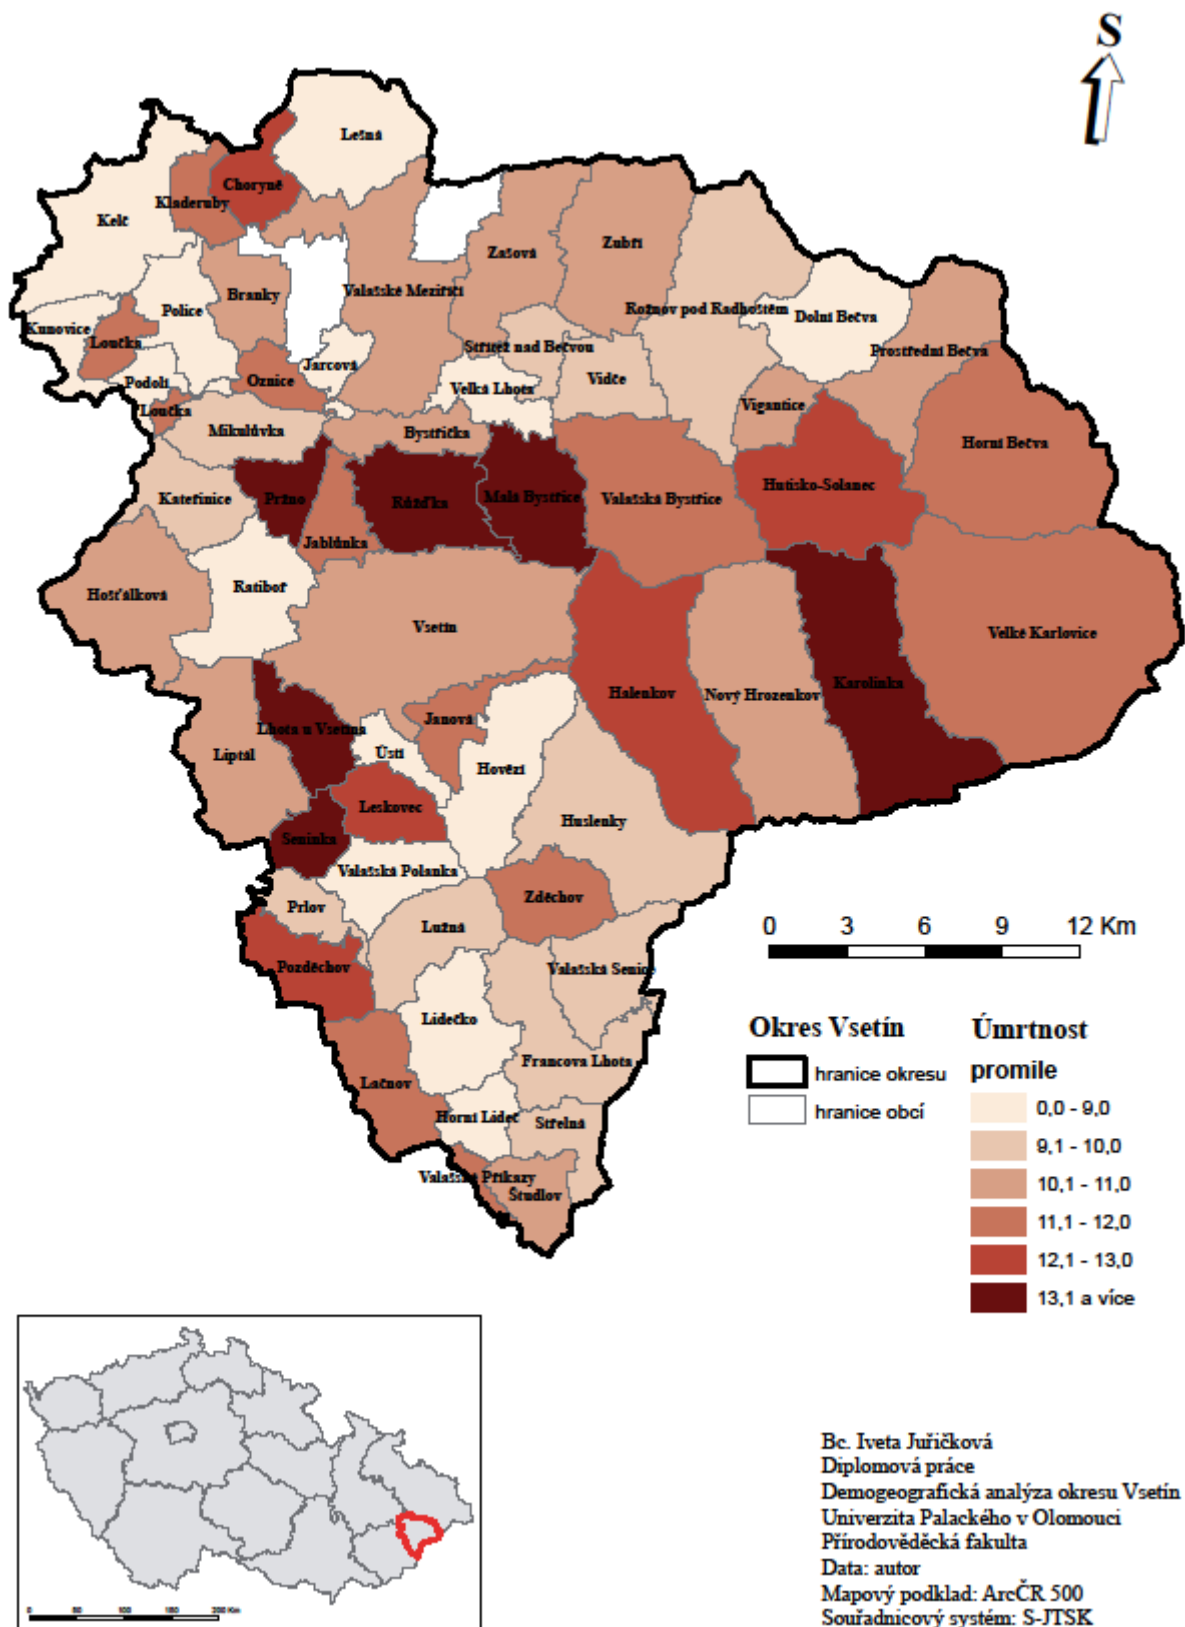 S
Lešná
Choryně
Kladeruby
Kelč
Zubří
Zašová
Valašské Meziříčí
Branky
Police
Rožnov pod Radhoštěm
Dolní Bečva
Kunovice
Loučka
Střítež nad Bečvou
Prostřední Bečva
Jarcová
Podolí
Oznice
Velká Lhota
Vidče
Vigantice
Loučka
Mikulůvka
Bystřička
Horní Bečva
Kateřinice
Pržno
Růžďka
Malá Bystřice
Valašská Bystřice
Hutisko-Solanec
Jablůnka
Ratiboř
Hošťálková
Vsetín
Velké Karlovice
Karolinka
Halenkov
Nový Hrozenkov
Lhota u Vsetína
Janová
Liptál
Ústí
Hovězí
Leskovec
Huslenky
Seninka
Valašská Polanka
Zděchov
Prlov
Lužná
Pozděchov
Valašská Senice
Lidečko
Francova Lhota
Lačnov
Horní Lideč
Střelná
Valašské Příkazy
Študlov
0 3 6 9 12 Km
Okres Vsetín
hranice okresu
hranice obcí
Úmrtnost
promile
0,0 - 9,0
9,1 - 10,0
10,1 - 11,0
11,1 - 12,0
12,1 - 13,0
13,1 a více
0 50 100 150 200 Km
Bc. Iveta Juřičková
Diplomová práce
Demogeografická analýza okresu Vsetín
Univerzita Palackého v Olomouci
Přírodověděcká fakulta
Data: autor
Mapový podklad: ArcČR 500
Souřadnicový systém: S-JTSK